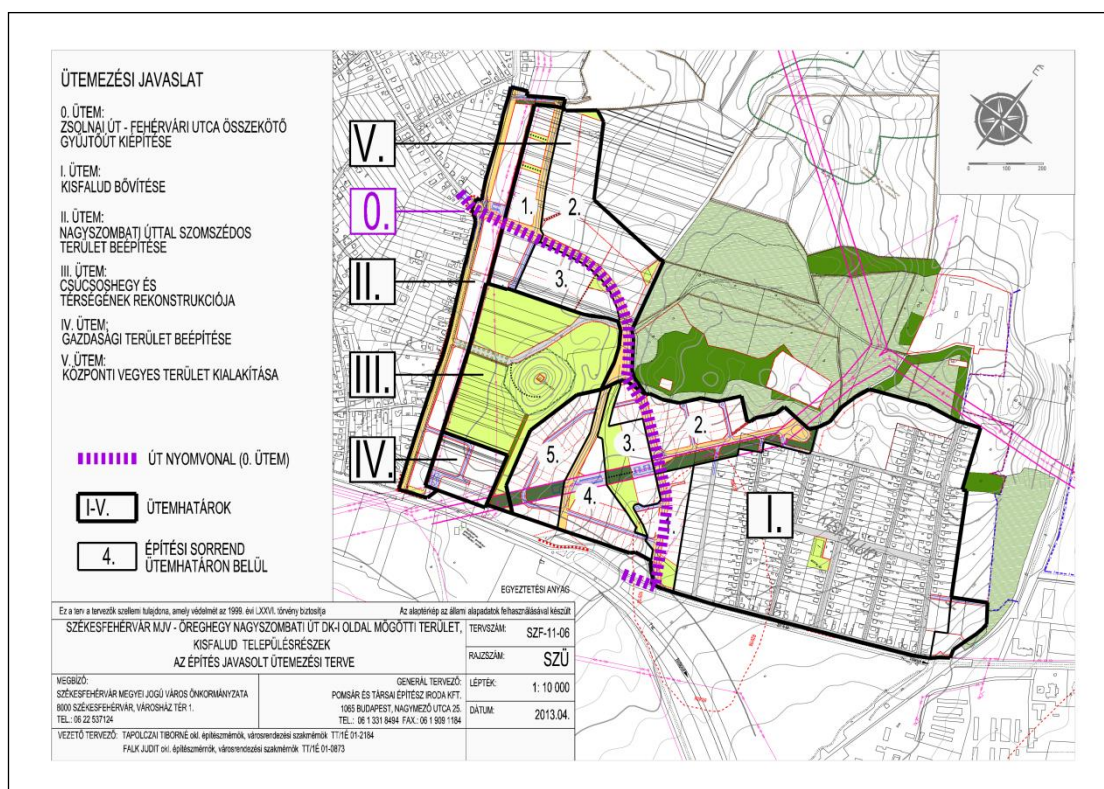 ÜTEMEZÉSI JAVASLAT
0. ÜTEM:
ZSOLNAI ÚT - FEHÉRVÁRI UTCA ÖSSZEKÖTŐ
GYŰJTŐÚT KIÉPÍTÉSE
I. ÜTEM:
KISFALUD BŐVÍTÉSE
II. ÜTEM:
NAGYSZOMBATI ÚTTAL SZOMSZÉDOS
TERÜLET BEÉPÍTÉSE
III. ÜTEM:
CSÚCSOSHEGY ÉS
TÉRSÉGÉNEK REKONSTRUKCIÓJA
IV. ÜTEM;
GAZDASÁGI TERÜLET BEÉPÍTÉSE
V. ÜTEM:
KÖZPONTI VEGYES TERÜLET KIALAKÍTÁSA
ÚT NYOMVONAL (0. ÜTEM)
I-V.
ÜTEMHATÁROK
4.
ÉPÍTÉSI SORREND
ÜTEMHATÁRON BELÜL
V.
0.
II.
III.
IV.
1.
2.
3.
5.
4.
3.
2.
I.
KISFALUD
É
0
100
200
EGYEZTETÉSI ANYAG
Ez a terv a tervezők szellemi tulajdona, amely védelmét az 1999. évi LXXVI. törvény biztosítja
Az alaptérkép az állami alapadatok felhasználásával készült
SZÉKESFEHÉRVÁR MJV - ÖREGHEGY NAGYSZOMBATI ÚT DK-I OLDAL MÖGÖTTI TERÜLET,
KISFALUD TELEPÜLÉSRÉSZEK
AZ ÉPÍTÉS JAVASOLT ÜTEMEZÉSI TERVE
TERVSZÁM: SZF-11-06
RAJZSZÁM: SZÜ
MEGBÍZÓ:
SZÉKESFEHÉRVÁR MEGYEI JOGÚ VÁROS ÖNKORMÁNYZATA
8000 SZÉKESFEHÉRVÁR, VÁROSHÁZ TÉR 1.
TEL.: 06 22 537124
GENERÁL TERVEZŐ:
POMSÁR ÉS TÁRSAI ÉPÍTÉSZ IRODA KFT.
1065 BUDAPEST, NAGYMEZŐ UTCA 25.
TEL.: 06 1 331 8494 FAX.: 06 1 909 1184
LÉPTÉK: 1: 10 000
DÁTUM: 2013.04.
VEZETŐ TERVEZŐ: TAPOLCZAI TIBORNÉ okl. építészmérnök, városrendezési szakmérnök TT/1É 01-2184
FALK JUDIT okl. építészmérnök, városrendezési szakmérnök TT/1É 01-0873